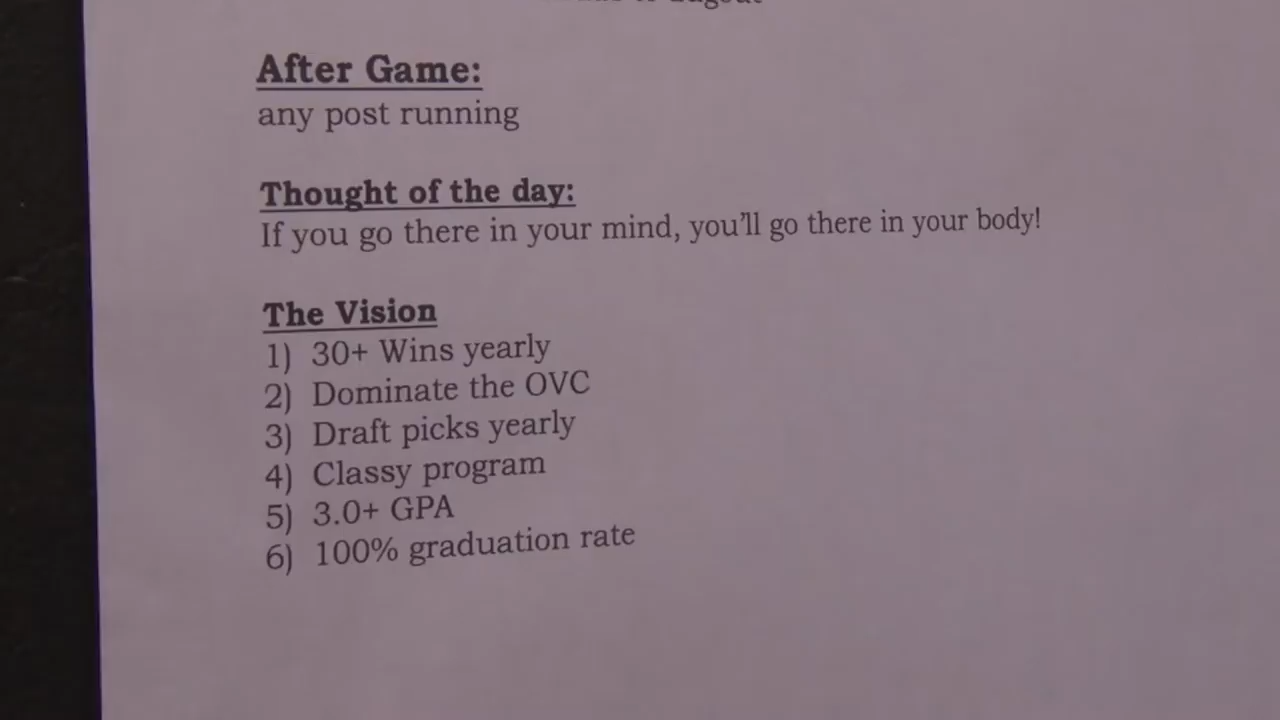 After Game:
any post running
Thought of the day:
If you go there in your mind, you'll go there in your body!
The Vision
1) 30+ Wins yearly
2) Dominate the OVC
3) Draft picks yearly
4) Classy program
5) 3.0+ GPA
6) 100% graduation rate